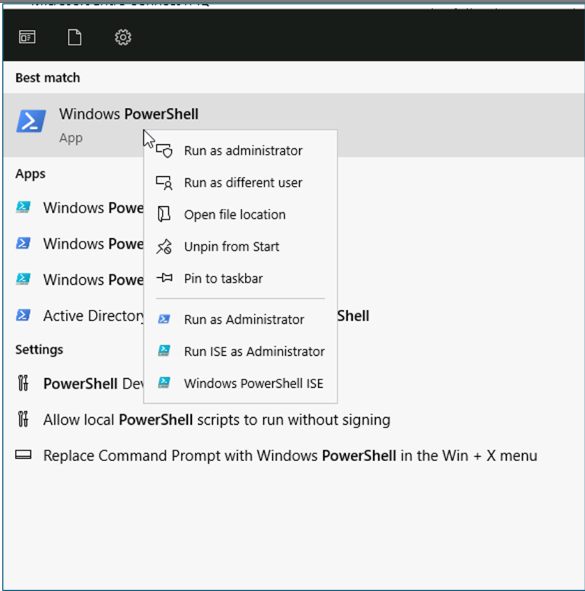 Best match
Windows PowerShell
App
Run as administrator
Run as different user
Open file location
Unpin from Start
Pin to taskbar
Run as Administrator
Run ISE as Administrator
Windows PowerShell ISE
Apps
Windows Powe
Windows Powe
Windows Powe
Active Directory Shell
Settings
PowerShell Dev
Allow local PowerShell scripts to run without signing
Replace Command Prompt with Windows PowerShell in the Win + X menu